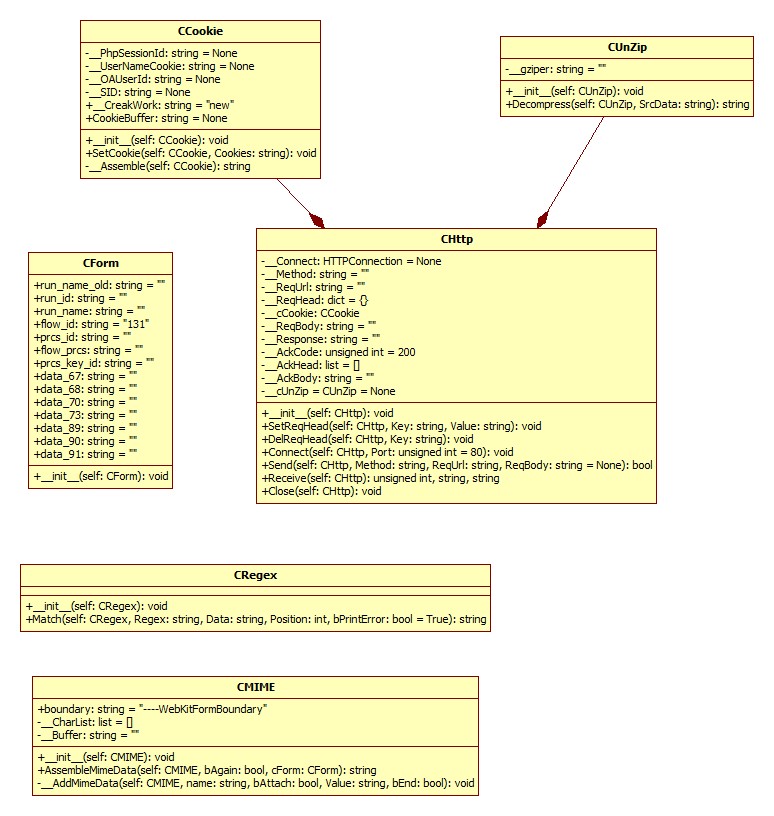 CCookie
-__PhpSessionId: string = None
-__UserNameCookie: string = None
-__OAUserId: string = None
-__SID: string = None
+__CreakWork: string = "new"
+CookieBuffer: string = None
+__init__(self: CCookie): void
+SetCookie(self: CCookie, Cookies: string): void
-__Assemble(self: CCookie): string
CUnZip
-__gziper: string = ""
+__init__(self: CUnZip): void
+Decompress(self: CUnZip, SrcData: string): string
CForm
+run_name_old: string = ""
+run_id: string = ""
+run_name: string = ""
+flow_id: string = "131"
+prcs_id: string = ""
+flow_prcs: string = ""
+prcs_key_id: string = ""
+data_67: string = ""
+data_68: string = ""
+data_70: string = ""
+data_73: string = ""
+data_89: string = ""
+data_90: string = ""
+data_91: string = ""
+__init__(self: CForm): void
CHttp
-__Connect: HTTPConnection = None
-__Method: string = ""
-__ReqUrl: string = ""
-__ReqHead: dict = {}
-__cCookie: CCookie
-__ReqBody: string = ""
-__Response: string = ""
-__AckCode: unsigned int = 200
-__AckHead: list = []
-__AckBody: string = ""
-__cUnZip = CUnZip = None
+__init__(self: CHttp): void
+SetReqHead(self: CHttp, Key: string, Value: string): void
+DelReqHead(self: CHttp, Key: string): void
+Connect(self: CHttp, Port: unsigned int = 80): void
+Send(self: CHttp, Method: string, ReqUrl: string, ReqBody: string = None): bool
+Receive(self: CHttp): unsigned int, string, string
+Close(self: CHttp): void
CRegex
+__init__(self: CRegex): void
+Match(self: CRegex, Regex: string, Data: string, Position: int, bPrintError: bool = True): string
CMIME
+boundary: string = "----WebKitFormBoundary"
-__CharList: list = []
-__Buffer: string = ""
+__init__(self: CMIME): void
+AssembleMimeData(self: CMIME, bAgain: bool, cForm: CForm): string
-__AddMimeData(self: CMIME, name: string, bAttach: bool, Value: string, bEnd: bool): void